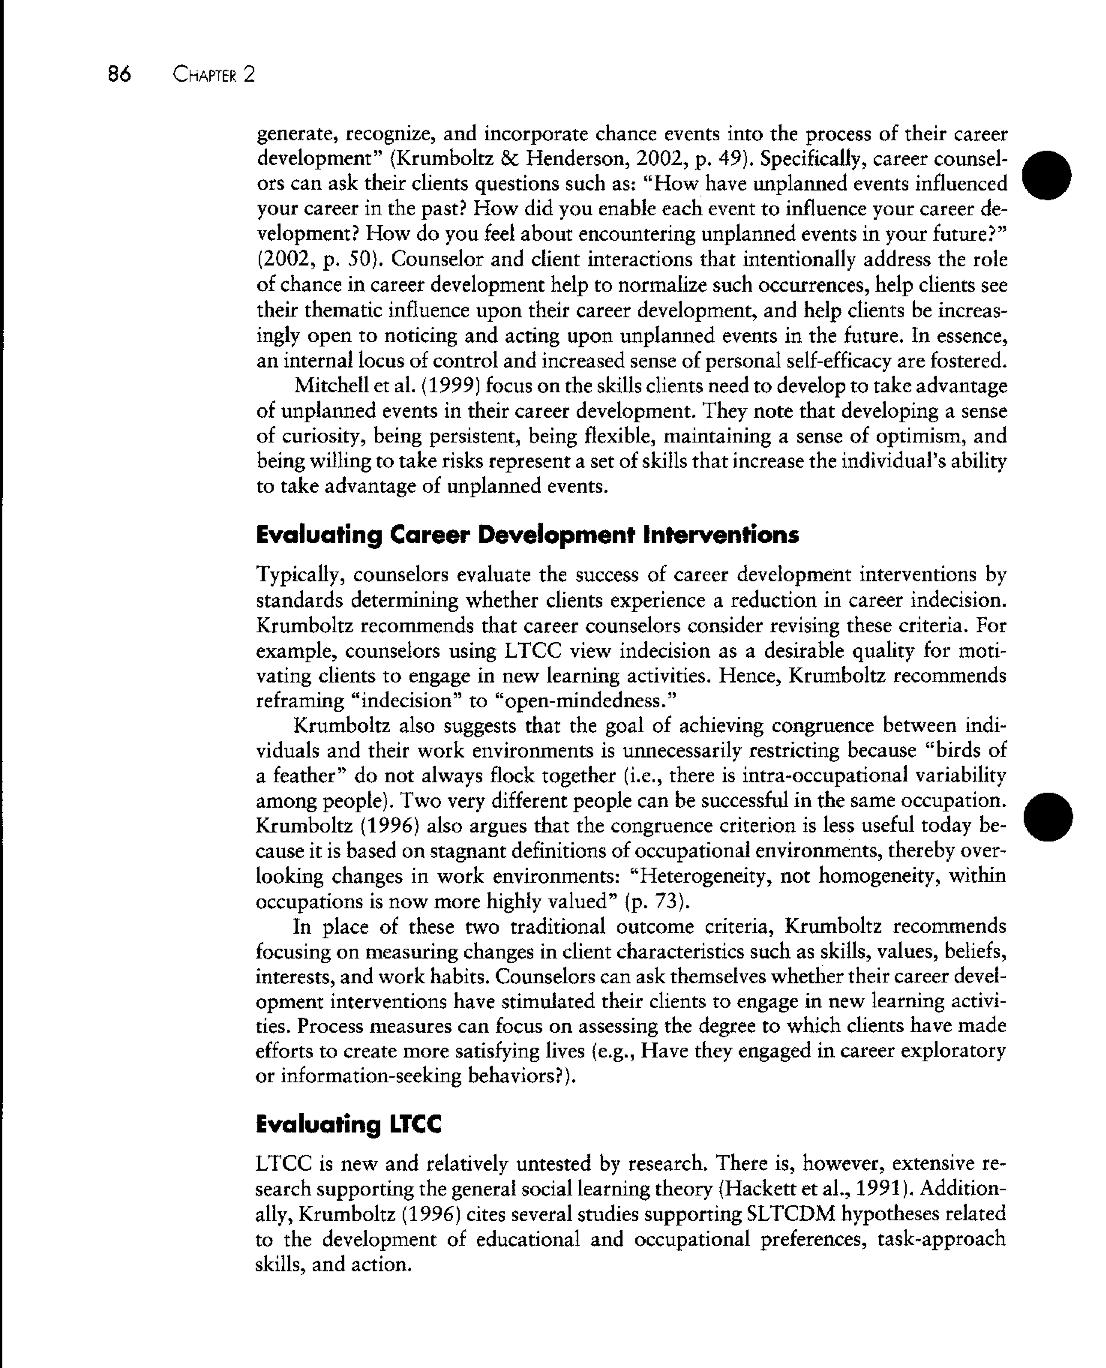 86 CHAPTER 2
generate, recognize, and incorporate chance events into the process of their career
development" (Krumboltz & Henderson, 2002, p. 49). Specifically, career counsel-
ors can ask their clients questions such as: "How have unplanned events influenced
your career in the past? How did you enable each event to influence your career de-
velopment? How do you feel about encountering unplanned events in your future?"
(2002, p. 50). Counselor and client interactions that intentionally address the role
of chance in career development help to normalize such occurrences, help clients see
their thematic influence upon their career development, and help clients be increas-
ingly open to noticing and acting upon unplanned events in the future. In essence,
an internal locus of control and increased sense of personal self-efficacy are fostered.
Mitchell et al. (1999) focus on the skills clients need to develop to take advantage
of unplanned events in their career development. They note that developing a sense
of curiosity, being persistent, being flexible, maintaining a sense of optimism, and
being willing to take risks represent a set of skills that increase the individual's ability
to take advantage of unplanned events.
Evaluating Career Development Interventions
Typically, counselors evaluate the success of career development interventions by
standards determining whether clients experience a reduction in career indecision.
Krumboltz recommends that career counselors consider revising these criteria. For
example, counselors using LTCC view indecision as a desirable quality for moti-
vating clients to engage in new learning activities. Hence, Krumboltz recommends
reframing "indecision" to "open-mindedness."
Krumboltz also suggests that the goal of achieving congruence between indi-
viduals and their work environments is unnecessarily restricting because "birds of
a feather" do not always flock together (i.e., there is intra-occupational variability
among people). Two very different people can be successful in the same occupation.
Krumboltz (1996) also argues that the congruence criterion is less useful today be-
cause it is based on stagnant definitions of occupational environments, thereby over-
looking changes in work environments: "Heterogeneity, not homogeneity, within
occupations is now more highly valued" (p. 73).
In place of these two traditional outcome criteria, Krumboltz recommends
focusing on measuring changes in client characteristics such as skills, values, beliefs,
interests, and work habits. Counselors can ask themselves whether their career devel-
opment interventions have stimulated their clients to engage in new learning activi-
ties. Process measures can focus on assessing the degree to which clients have made
efforts to create more satisfying lives (e.g., Have they engaged in career exploratory
or information-seeking behaviors?).
Evaluating LTCC
LTCC is new and relatively untested by research. There is, however, extensive re-
search supporting the general social learning theory (Hackett et al., 1991). Addition-
ally, Krumboltz (1996) cites several studies supporting SLTCDM hypotheses related
to the development of educational and occupational preferences, task-approach
skills, and action.